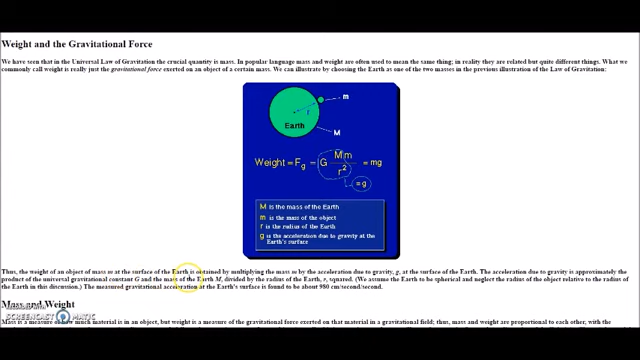 Weight and the Gravitational Force
We have seen that in the Universal Law of Gravitation the crucial quantity is mass. In popular language mass and weight are often used to mean the same thing; in reality they are related but quite different things. What we
commonly call weight is really just the gravitational force exerted on an object of a certain mass. We can illustrate by choosing the Earth as one of the two masses in the previous illustration of the Law of Gravitation:
m
r
Earth
M
Weight = Fg = G Mm / r² = mg
= g
M is the mass of the Earth
m is the mass of the object
r is the radius of the Earth
g is the acceleration due to gravity at the
Earth's surface
Thus, the weight of an object of mass m at the surface of the Earth is obtained by multiplying the mass m by the acceleration due to gravity, g, at the surface of the Earth. The acceleration due to gravity is approximately the
product of the universal gravitational constant G and the mass of the Earth M, divided by the radius of the Earth, r, squared. (We assume the Earth to be spherical and neglect the radius of the object relative to the radius of
the Earth in this discussion.) The measured gravitational acceleration at the Earth's surface is found to be about 980 cm/second/second.
Mass and Weight
Mass is a measure of how much material is in an object, but weight is a measure of the gravitational force exerted on that material in a gravitational field; thus, mass and weight are proportional to each other, with the
RECORDED WITH
SCREENCAST MATIC